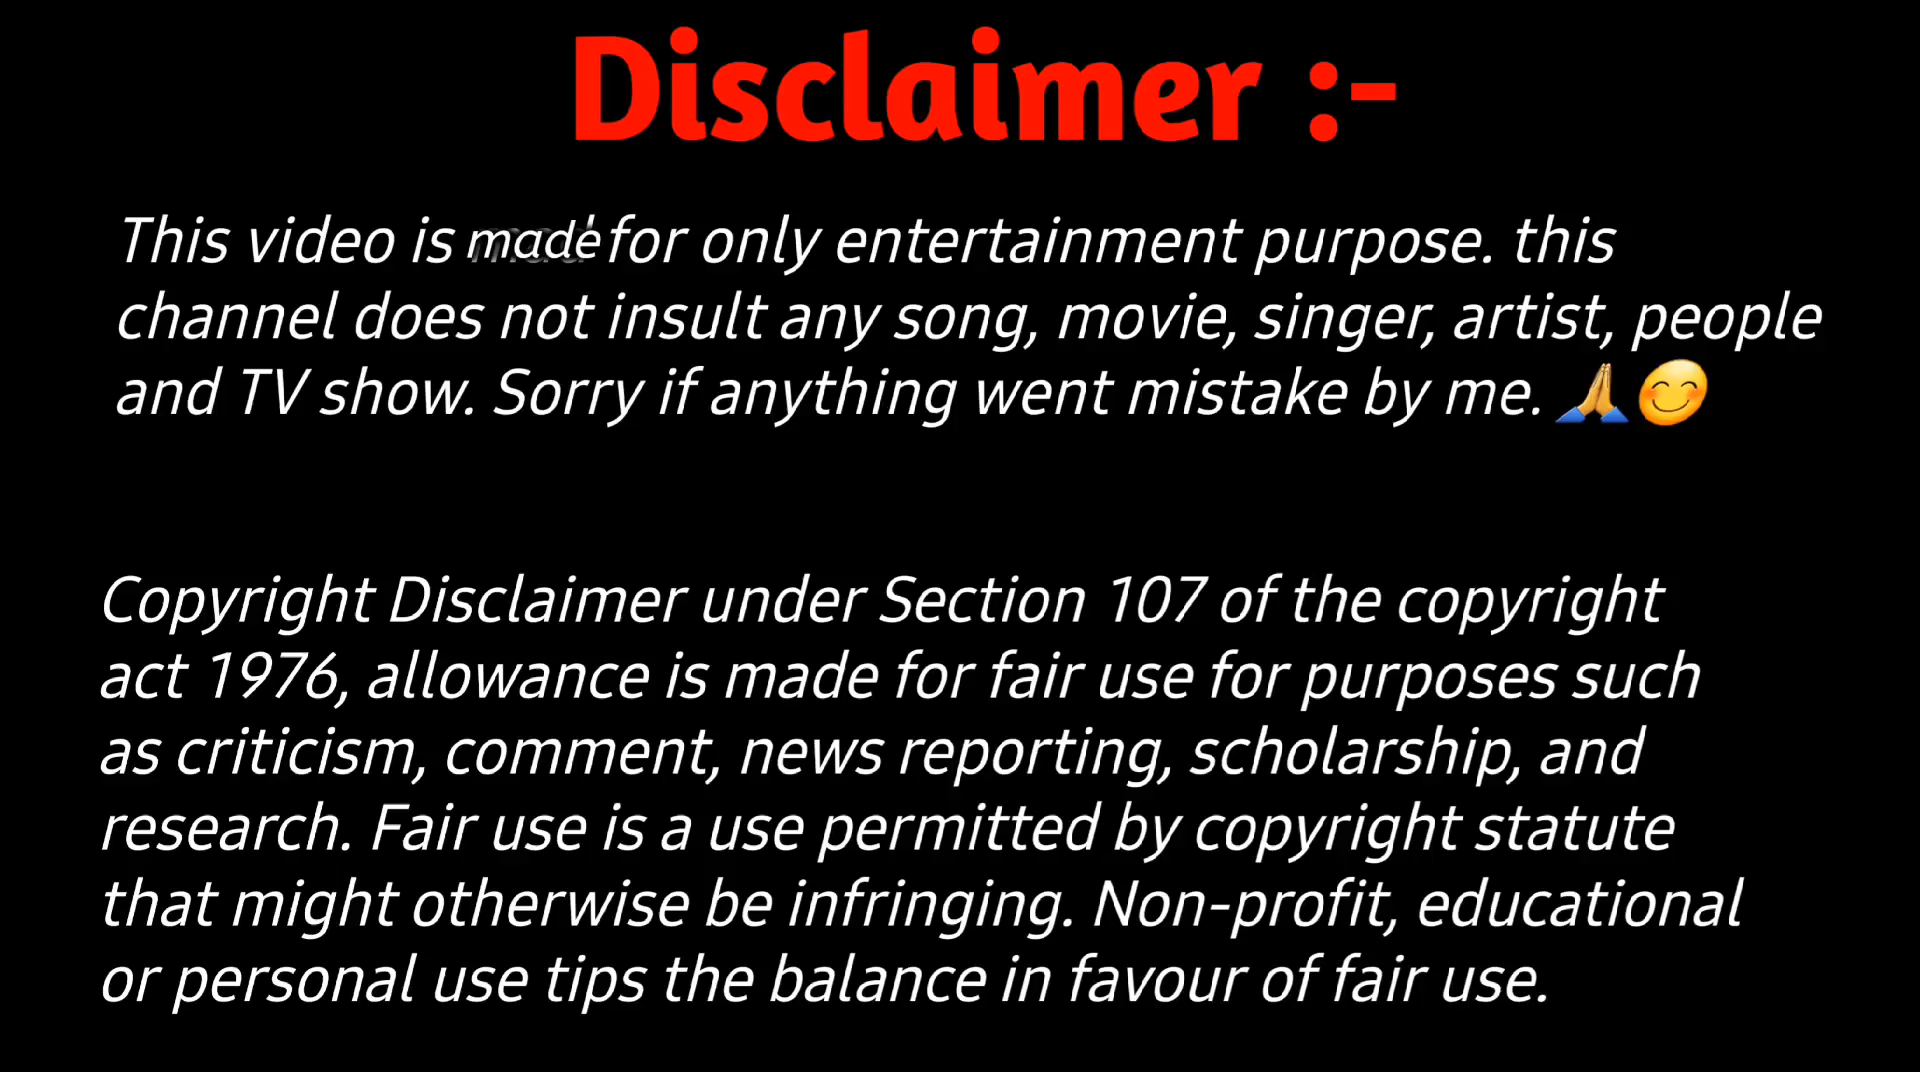 Disclaimer :-
This video is made for only entertainment purpose. this
channel does not insult any song, movie, singer, artist, people
and TV show. Sorry if anything went mistake by me. 🙏😊
Copyright Disclaimer under Section 107 of the copyright
act 1976, allowance is made for fair use for purposes such
as criticism, comment, news reporting, scholarship, and
research. Fair use is a use permitted by copyright statute
that might otherwise be infringing. Non-profit, educational
or personal use tips the balance in favour of fair use.